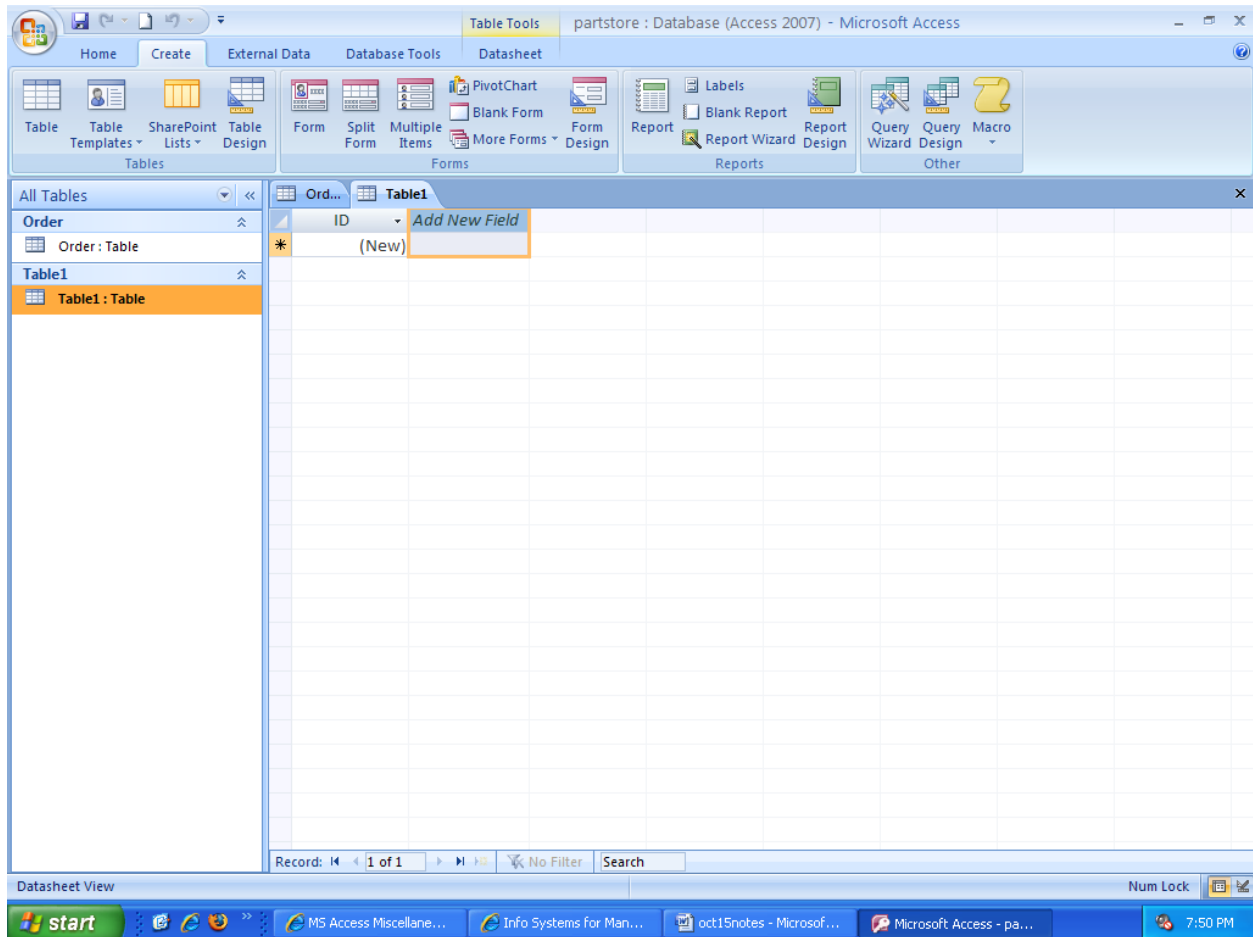 Table Tools partstore : Database (Access 2007) - Microsoft Access
Home Create External Data Database Tools Datasheet
Table
Table Templates
SharePoint Lists
Table Design
Tables
Form
Split Form
Multiple Items
PivotChart
Blank Form
More Forms
Form Design
Forms
Report
Labels
Blank Report
Report Wizard
Report Design
Reports
Query Wizard
Query Design
Macro
Other
All Tables
Order
Order : Table
Table1
Table1 : Table
Ord... Table1
ID Add New Field
(New)
Record: 1 of 1 No Filter Search
Datasheet View Num Lock
start MS Access Miscellane... Info Systems for Man... oct15notes - Microsof... Microsoft Access - pa... 7:50 PM